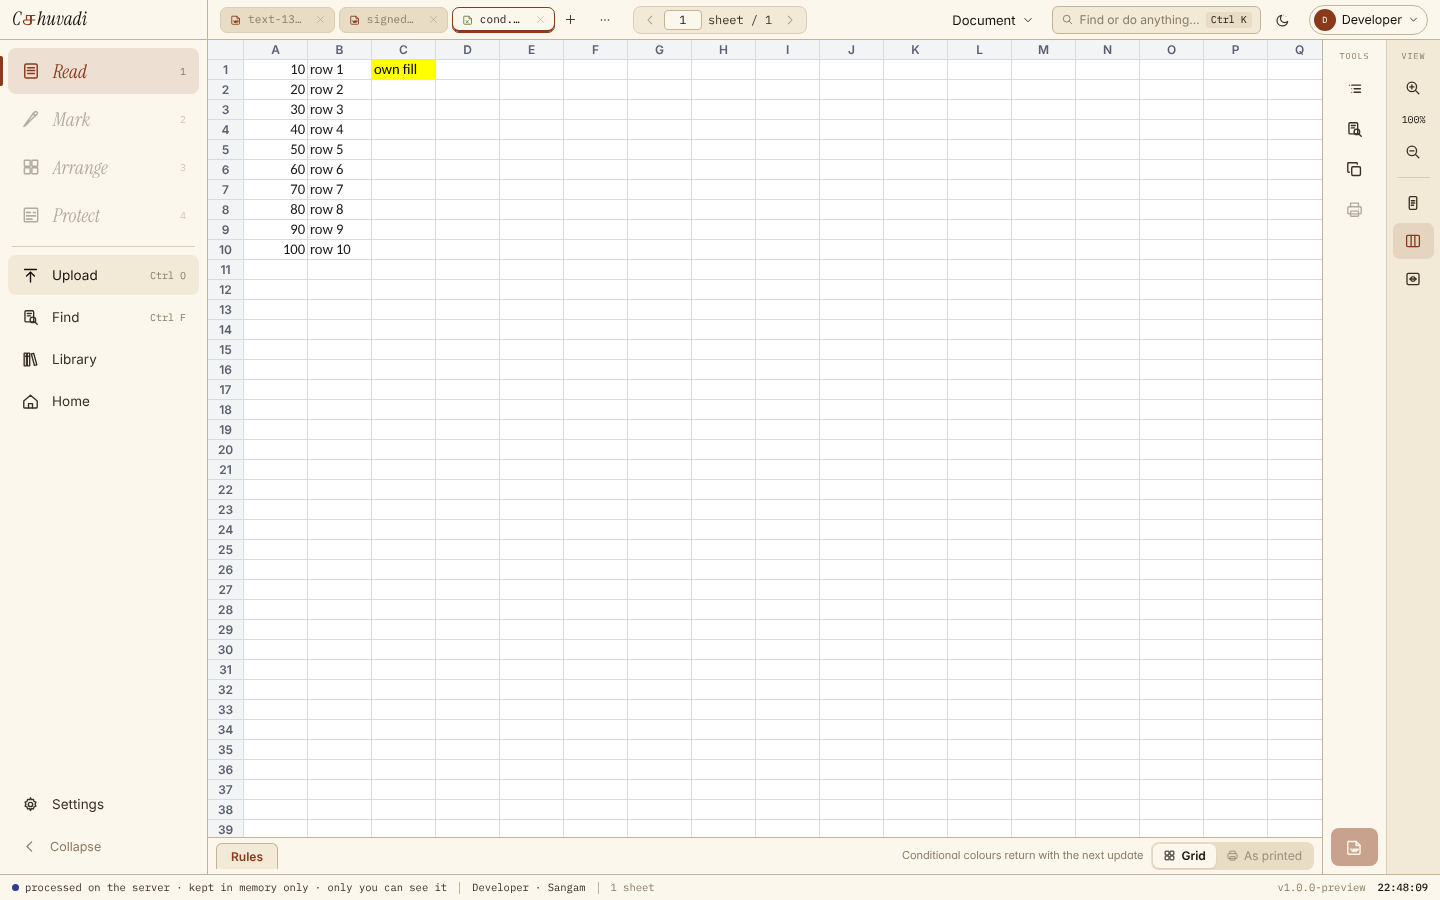 Cச்huvadi
text-13…
signed…
cond.…
1 sheet / 1
Document
Find or do anything... Ctrl K
D Developer
Read 1
Mark 2
Arrange 3
Protect 4
Upload Ctrl O
Find Ctrl F
Library
Home
Settings
Collapse
A B C D E F G H I J K L M N O P Q
1 10 row 1 own fill
2 20 row 2
3 30 row 3
4 40 row 4
5 50 row 5
6 60 row 6
7 70 row 7
8 80 row 8
9 90 row 9
10 100 row 10
11
12
13
14
15
16
17
18
19
20
21
22
23
24
25
26
27
28
29
30
31
32
33
34
35
36
37
38
39
TOOLS
VIEW
100%
Rules
Conditional colours return with the next update
Grid
As printed
processed on the server · kept in memory only · only you can see it
Developer · Sangam
1 sheet
v1.0.0-preview 22:48:09